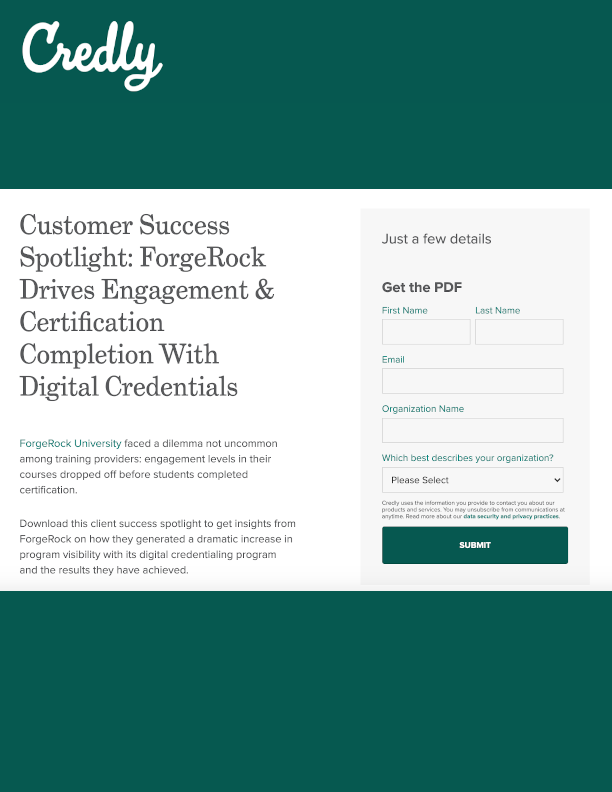 Credly
Customer Success
Spotlight: ForgeRock
Drives Engagement &
Certification
Completion With
Digital Credentials
ForgeRock University faced a dilemma not uncommon
among training providers: engagement levels in their
courses dropped off before students completed
certification.
Download this client success spotlight to get insights from
ForgeRock on how they generated a dramatic increase in
program visibility with its digital credentialing program
and the results they have achieved.
Just a few details
Get the PDF
First Name
Last Name
Email
Organization Name
Which best describes your organization?
Please Select
Credly uses the information you provide to contact you about our
products and services. You may unsubscribe from communications at
anytime. Read more about our data security and privacy practices.
SUBMIT